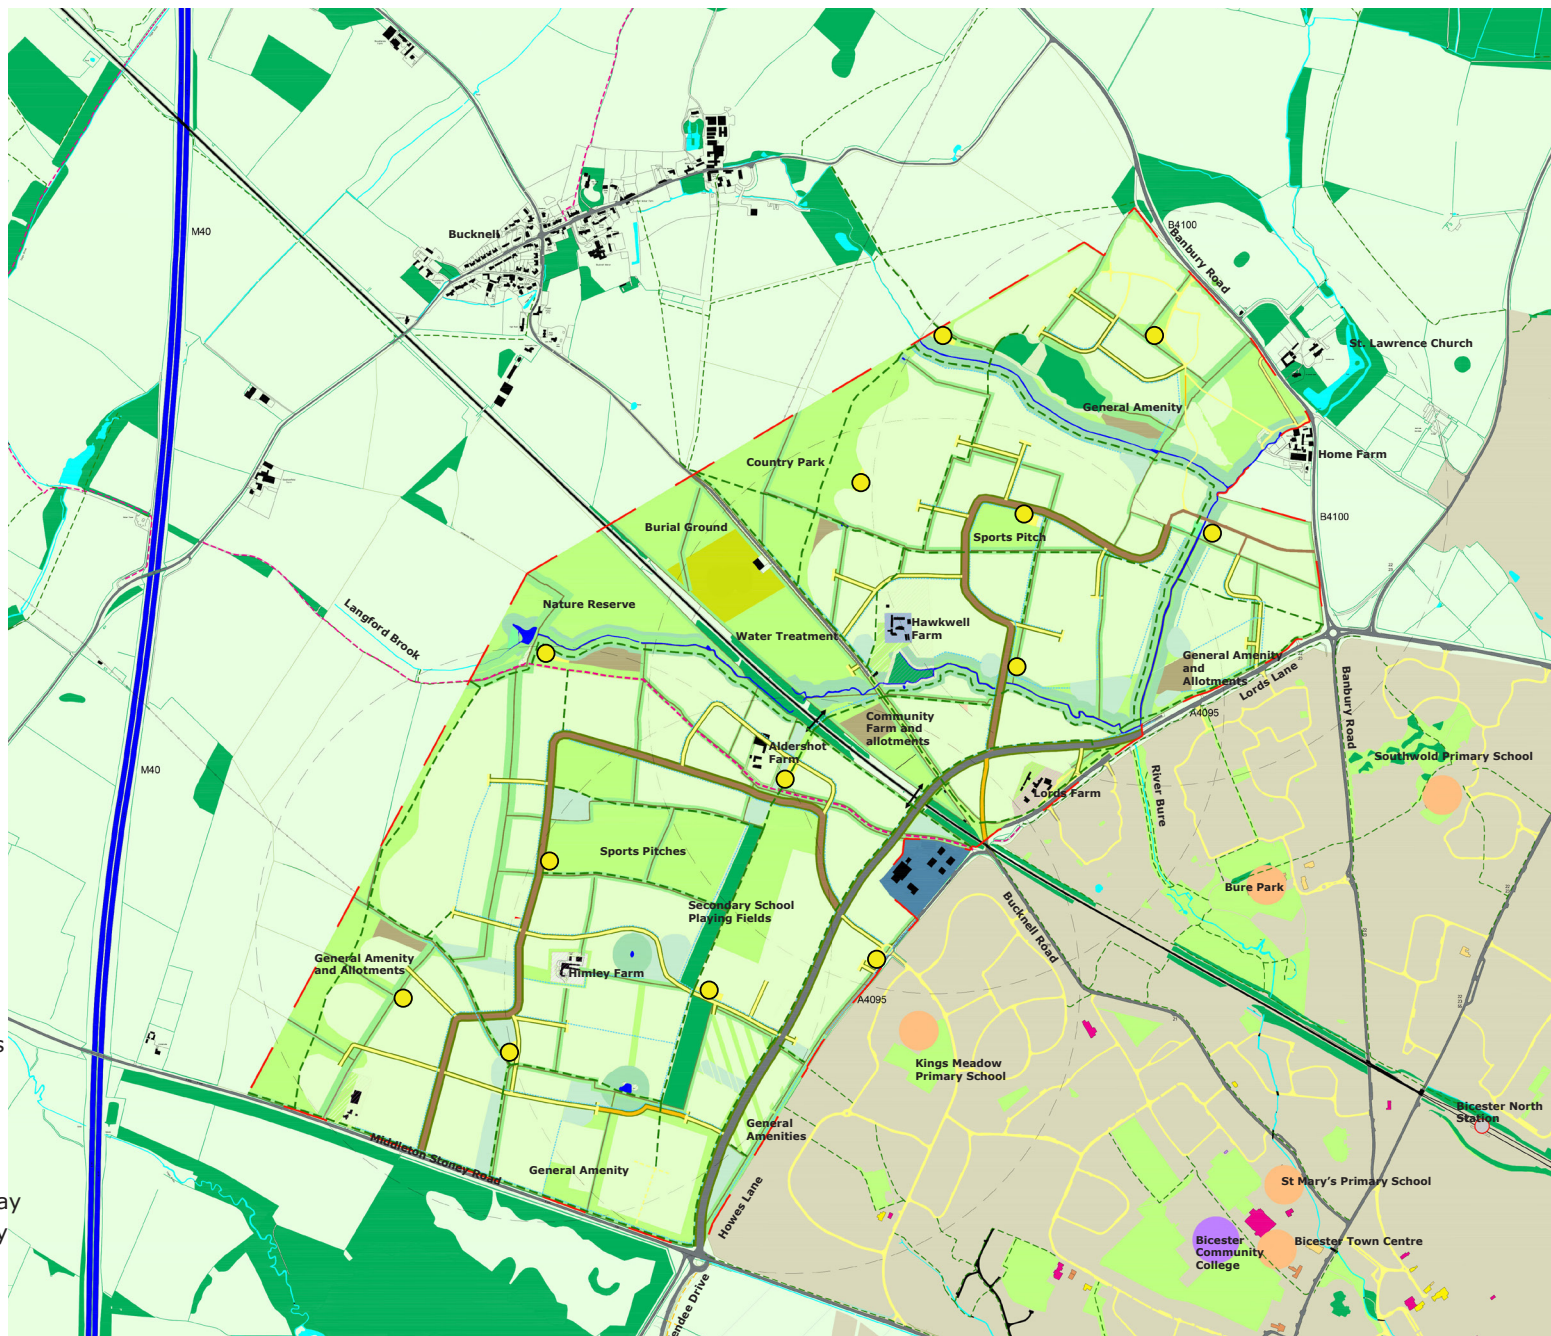 M40
Bucknell
B4100
Banbury Road
St. Lawrence Church
General Amenity
Home Farm
Country Park
B4100
Burial Ground
Sports Pitch
Nature Reserve
Langford Brook
Hawkwell
Farm
Water Treatment
General Amenity
and
Allotments
Lords Lane
A4095
Banbury Road
Community
Farm and
allotments
Aldershot
Farm
M40
Southwold Primary School
Lords Farm
River Bure
Sports Pitches
Bure Park
Secondary School
Playing Fields
Bucknell Road
General Amenity
and Allotments
Himley Farm
A4095
s
Kings Meadow
Primary School
Bicester North
Station
General
Amenities
Middleton Stoney Road
General Amenity
St Mary's Primary School
ay
y
Howes Lane
Bicester
Community
College
Bicester Town Centre
endee Drive